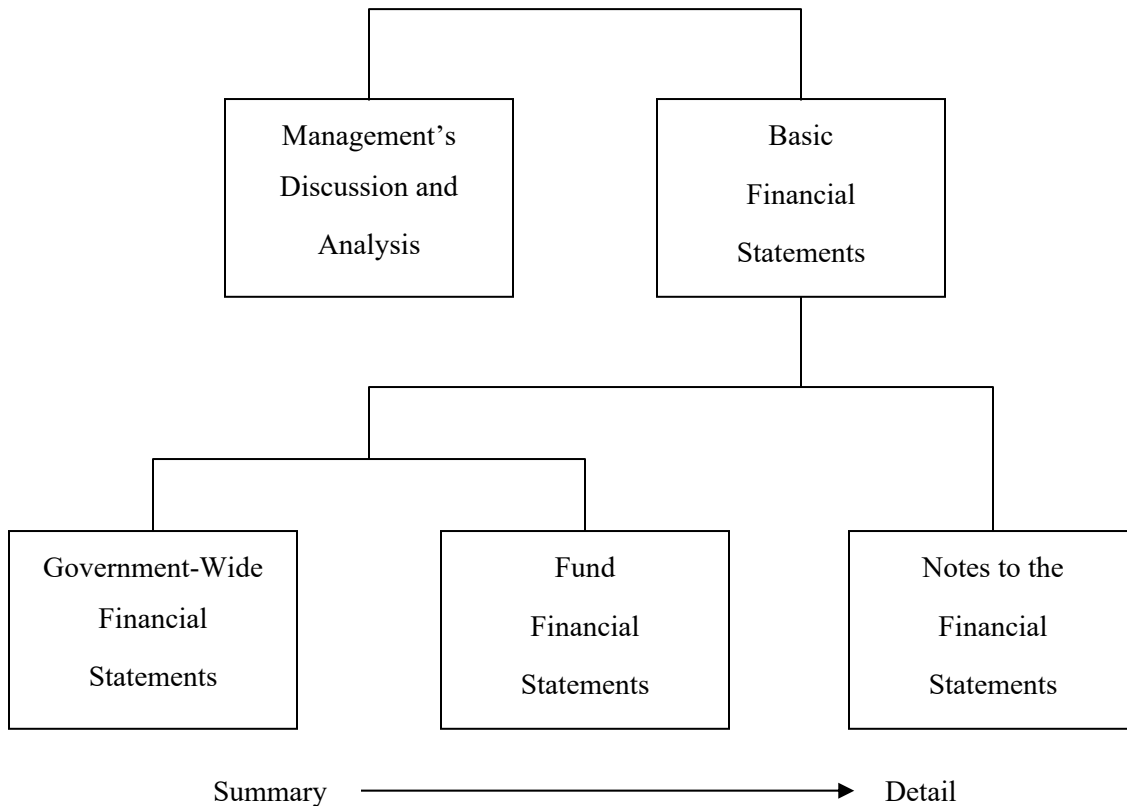 Management’s
Discussion and
Analysis
Basic
Financial
Statements
Government-Wide
Financial
Statements
Fund
Financial
Statements
Notes to the
Financial
Statements
Summary
Detail